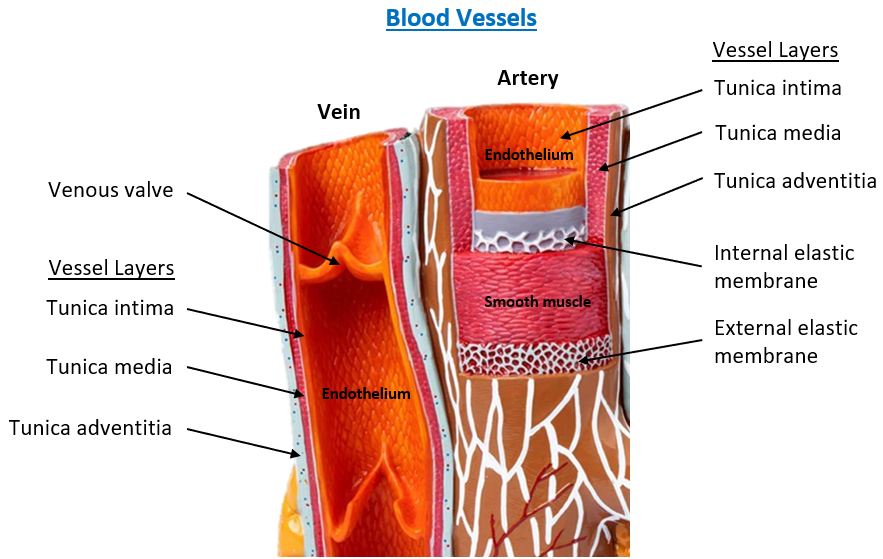 Blood Vessels
Vein
Artery
Venous valve
Vessel Layers
Tunica intima
Tunica media
Tunica adventitia
Endothelium
Endothelium
Smooth muscle
Vessel Layers
Tunica intima
Tunica media
Tunica adventitia
Internal elastic
membrane
External elastic
membrane